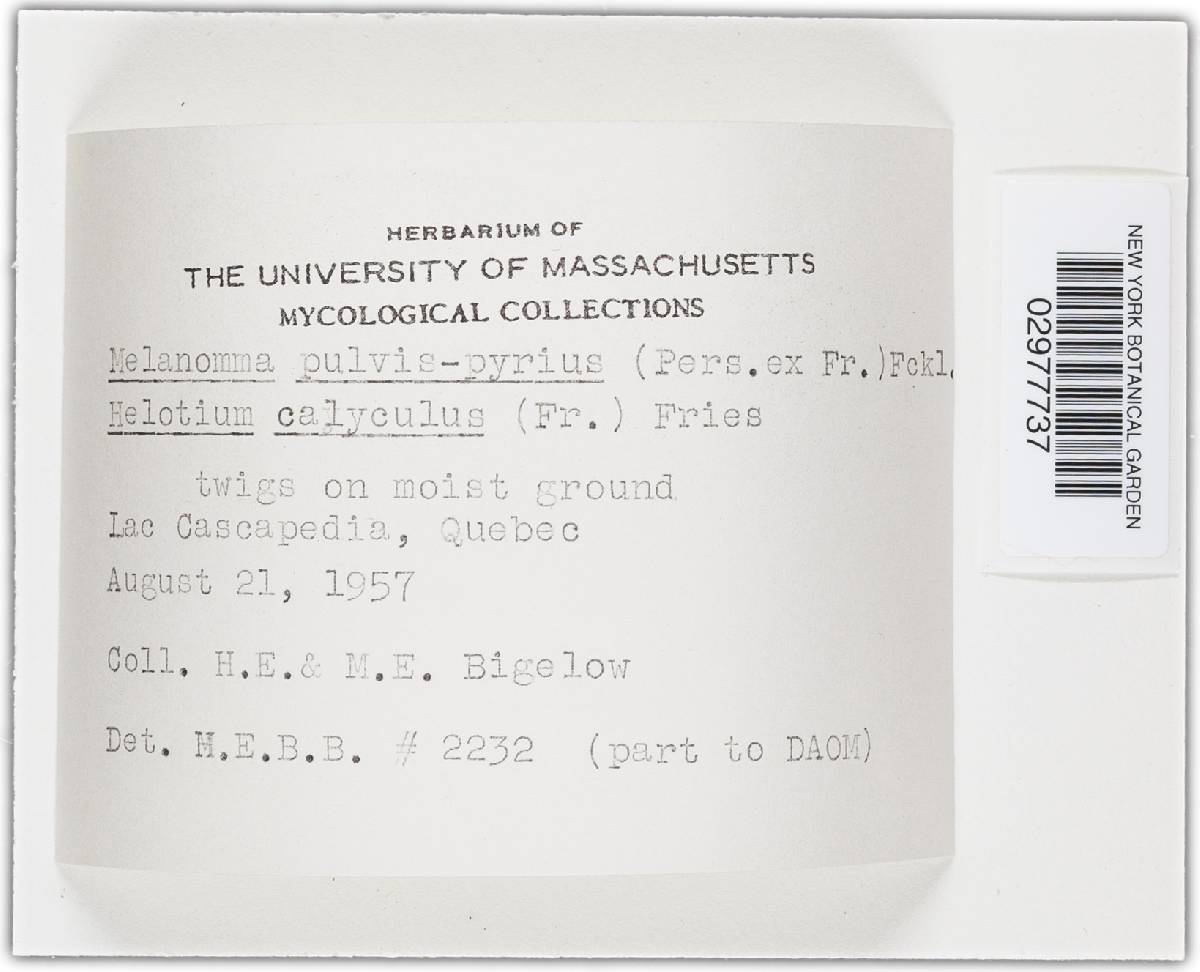 HERBARIUM OF
THE UNIVERSITY OF MASSACHUSETTS
MYCOLOGICAL COLLECTIONS
Melanomma pulvis-pyrius (Pers.ex Fr.)Fckl.
Helotium calyculus (Fr.) Fries
twigs on moist ground
Lac Cascapedia, Quebec
August 21, 1957
Coll. H.E.& M.E. Bigelow
Det. H.E.B.B. # 2232 (part to DAOM)
NEW YORK BOTANICAL GARDEN
02977737